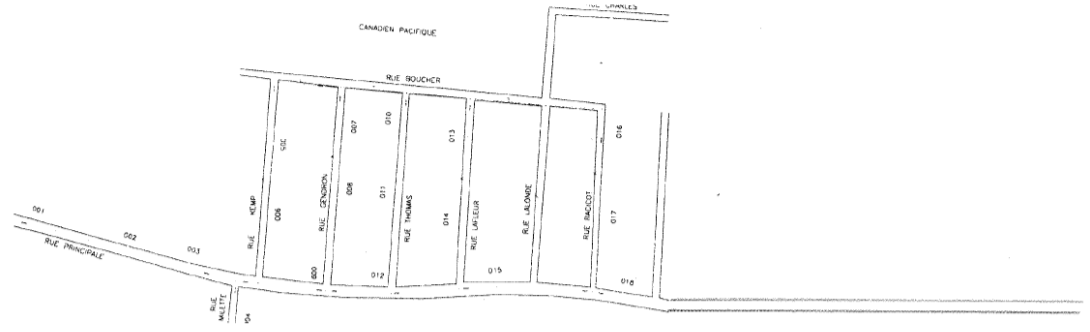 RUE CHARLES
CANADIEN PACIFIQUE
RUE BOUCHER
007
010
013
016
005
008
011
RUE GENDRON
RUE THOMAS
014
RUE LAFLEUR
RUE LALONDE
RUE RACICOT
017
RUE KEMP
006
001
002
003
RUE PRINCIPALE
009
012
015
018
RUE MILETTE
004